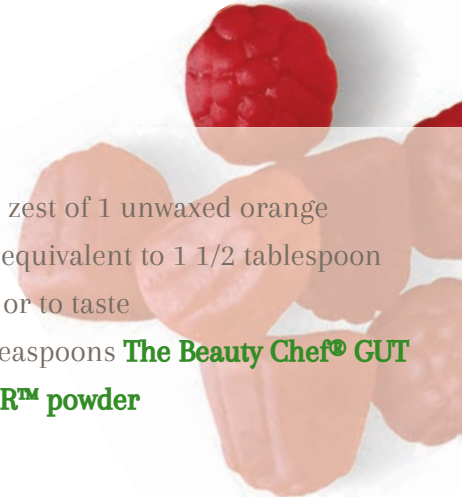 zest of 1 unwaxed orange
equivalent to 1 1/2 tablespoon
or to taste
easpoons The Beauty Chef® GUT
R™ powder